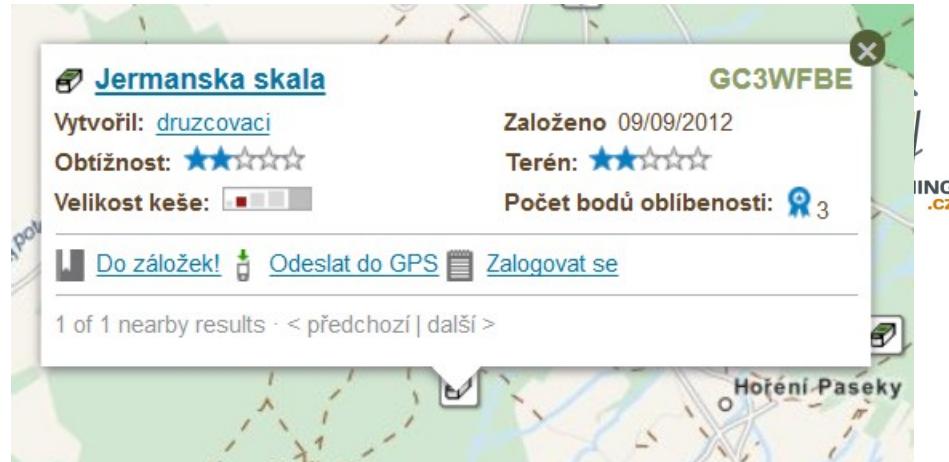 Jermanska skala GC3WFBE
Vytvořil: druzcovaci Založeno 09/09/2012
Obtížnost: Terén:
Velikost keše: Počet bodů oblíbenosti: 3
Do záložek! Odeslat do GPS Zalogovat se
1 of 1 nearby results · < předchozí | další >
Hoření Paseky
.cz